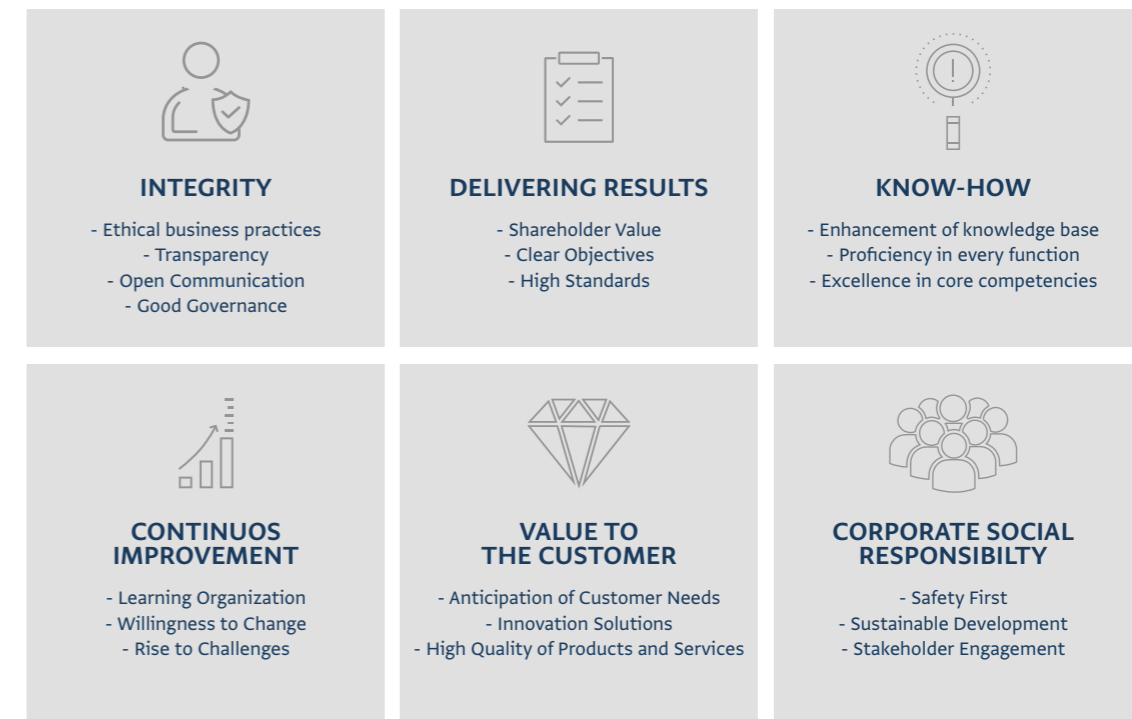 INTEGRITY
- Ethical business practices
- Transparency
- Open Communication
- Good Governance
DELIVERING RESULTS
- Shareholder Value
- Clear Objectives
- High Standards
KNOW-HOW
- Enhancement of knowledge base
- Proficiency in every function
- Excellence in core competencies
CONTINUOS
IMPROVEMENT
- Learning Organization
- Willingness to Change
- Rise to Challenges
VALUE TO
THE CUSTOMER
- Anticipation of Customer Needs
- Innovation Solutions
- High Quality of Products and Services
CORPORATE SOCIAL
RESPONSIBILTY
- Safety First
- Sustainable Development
- Stakeholder Engagement